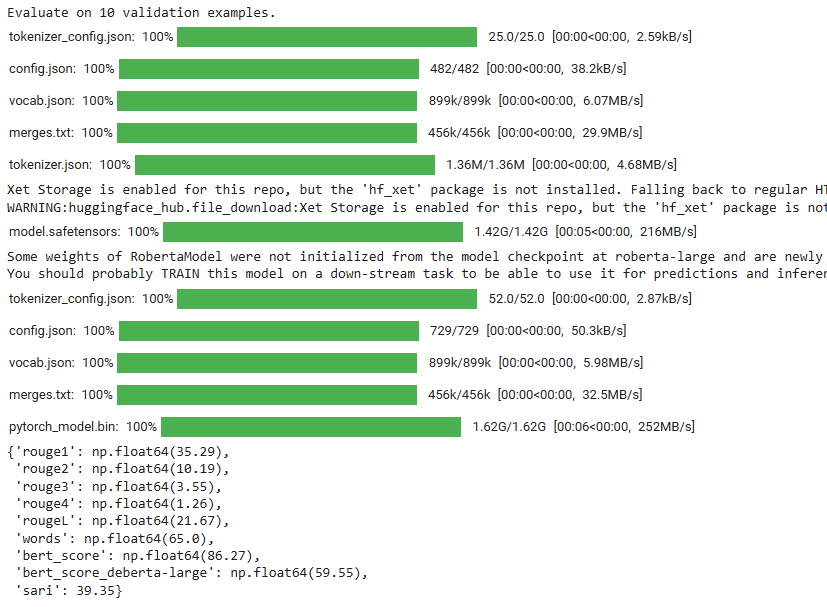 Evaluate on 10 validation examples.
tokenizer_config.json: 100% 25.0/25.0 [00:00<00:00, 2.59kB/s]
config.json: 100% 482/482 [00:00<00:00, 38.2kB/s]
vocab.json: 100% 899k/899k [00:00<00:00, 6.07MB/s]
merges.txt: 100% 456k/456k [00:00<00:00, 29.9MB/s]
tokenizer.json: 100% 1.36M/1.36M [00:00<00:00, 4.68MB/s]
Xet Storage is enabled for this repo, but the 'hf_xet' package is not installed. Falling back to regular HT
WARNING:huggingface_hub.file_download:Xet Storage is enabled for this repo, but the 'hf_xet' package is not
model.safetensors: 100% 1.42G/1.42G [00:05<00:00, 216MB/s]
Some weights of RobertaModel were not initialized from the model checkpoint at roberta-large and are newly
You should probably TRAIN this model on a down-stream task to be able to use it for predictions and inferen
tokenizer_config.json: 100% 52.0/52.0 [00:00<00:00, 2.87kB/s]
config.json: 100% 729/729 [00:00<00:00, 50.3kB/s]
vocab.json: 100% 899k/899k [00:00<00:00, 5.98MB/s]
merges.txt: 100% 456k/456k [00:00<00:00, 32.5MB/s]
pytorch_model.bin: 100% 1.62G/1.62G [00:06<00:00, 252MB/s]
{'rouge1': np.float64(35.29),
'rouge2': np.float64(10.19),
'rouge3': np.float64(3.55),
'rouge4': np.float64(1.26),
'rougeL': np.float64(21.67),
'words': np.float64(65.0),
'bert_score': np.float64(86.27),
'bert_score_deberta-large': np.float64(59.55),
'sari': 39.35}